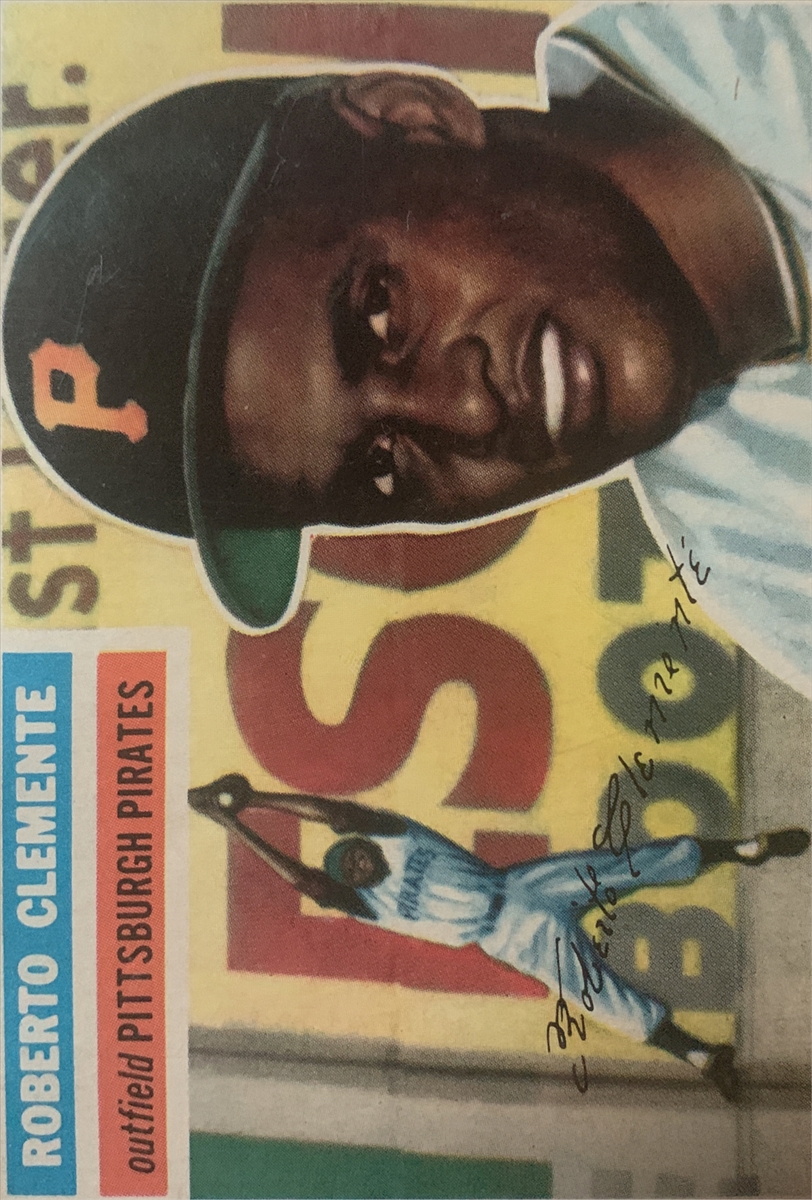 ROBERTO CLEMENTE
outfield PITTSBURGH PIRATES
P
PIRATES
Roberto Clemente